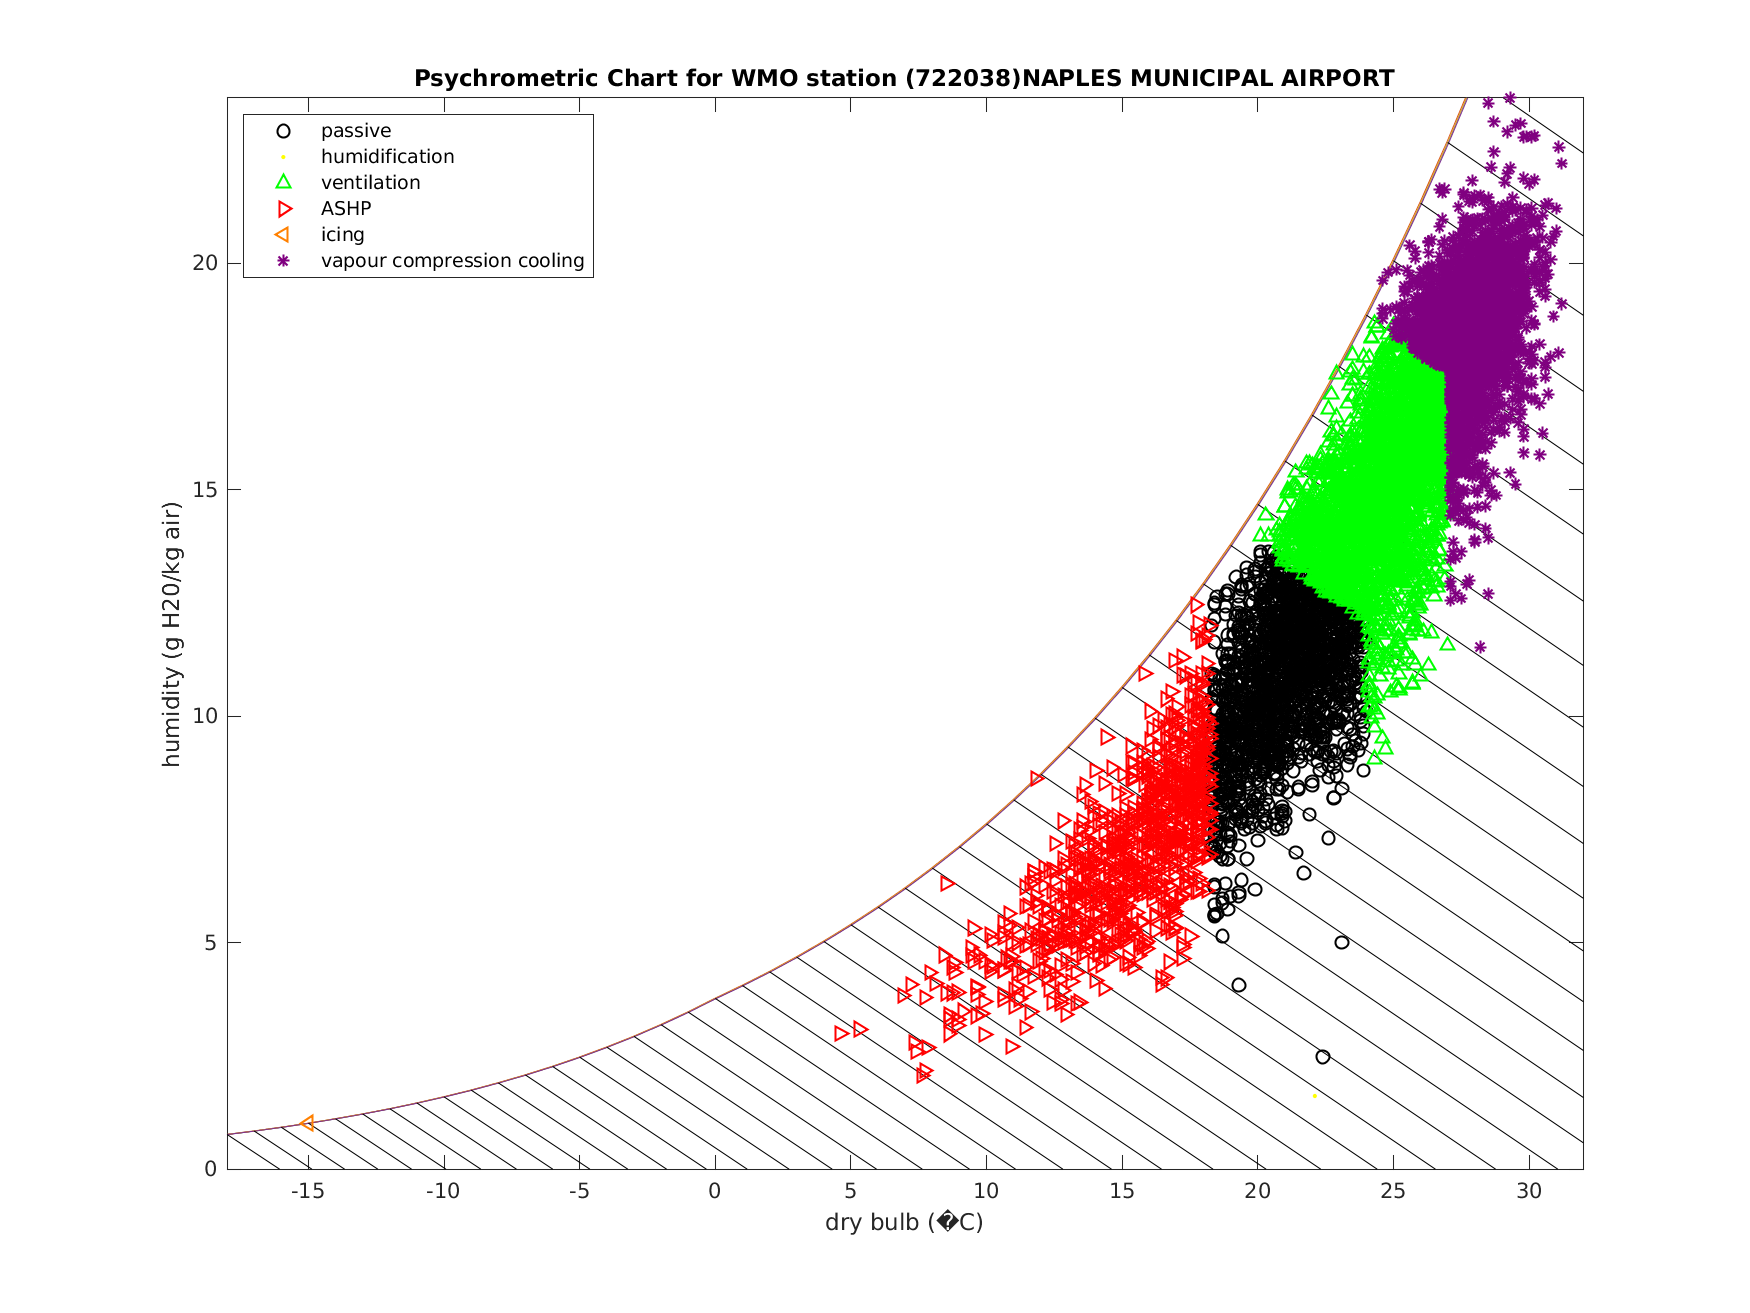 Psychrometric Chart for WMO station (722038)NAPLES MUNICIPAL AIRPORT
passive
humidification
ventilation
ASHP
icing
vapour compression cooling
humidity (g H20/kg air)
20
15
10
5
0
-15 -10 -5 0 5 10 15 20 25 30
dry bulb (�C)